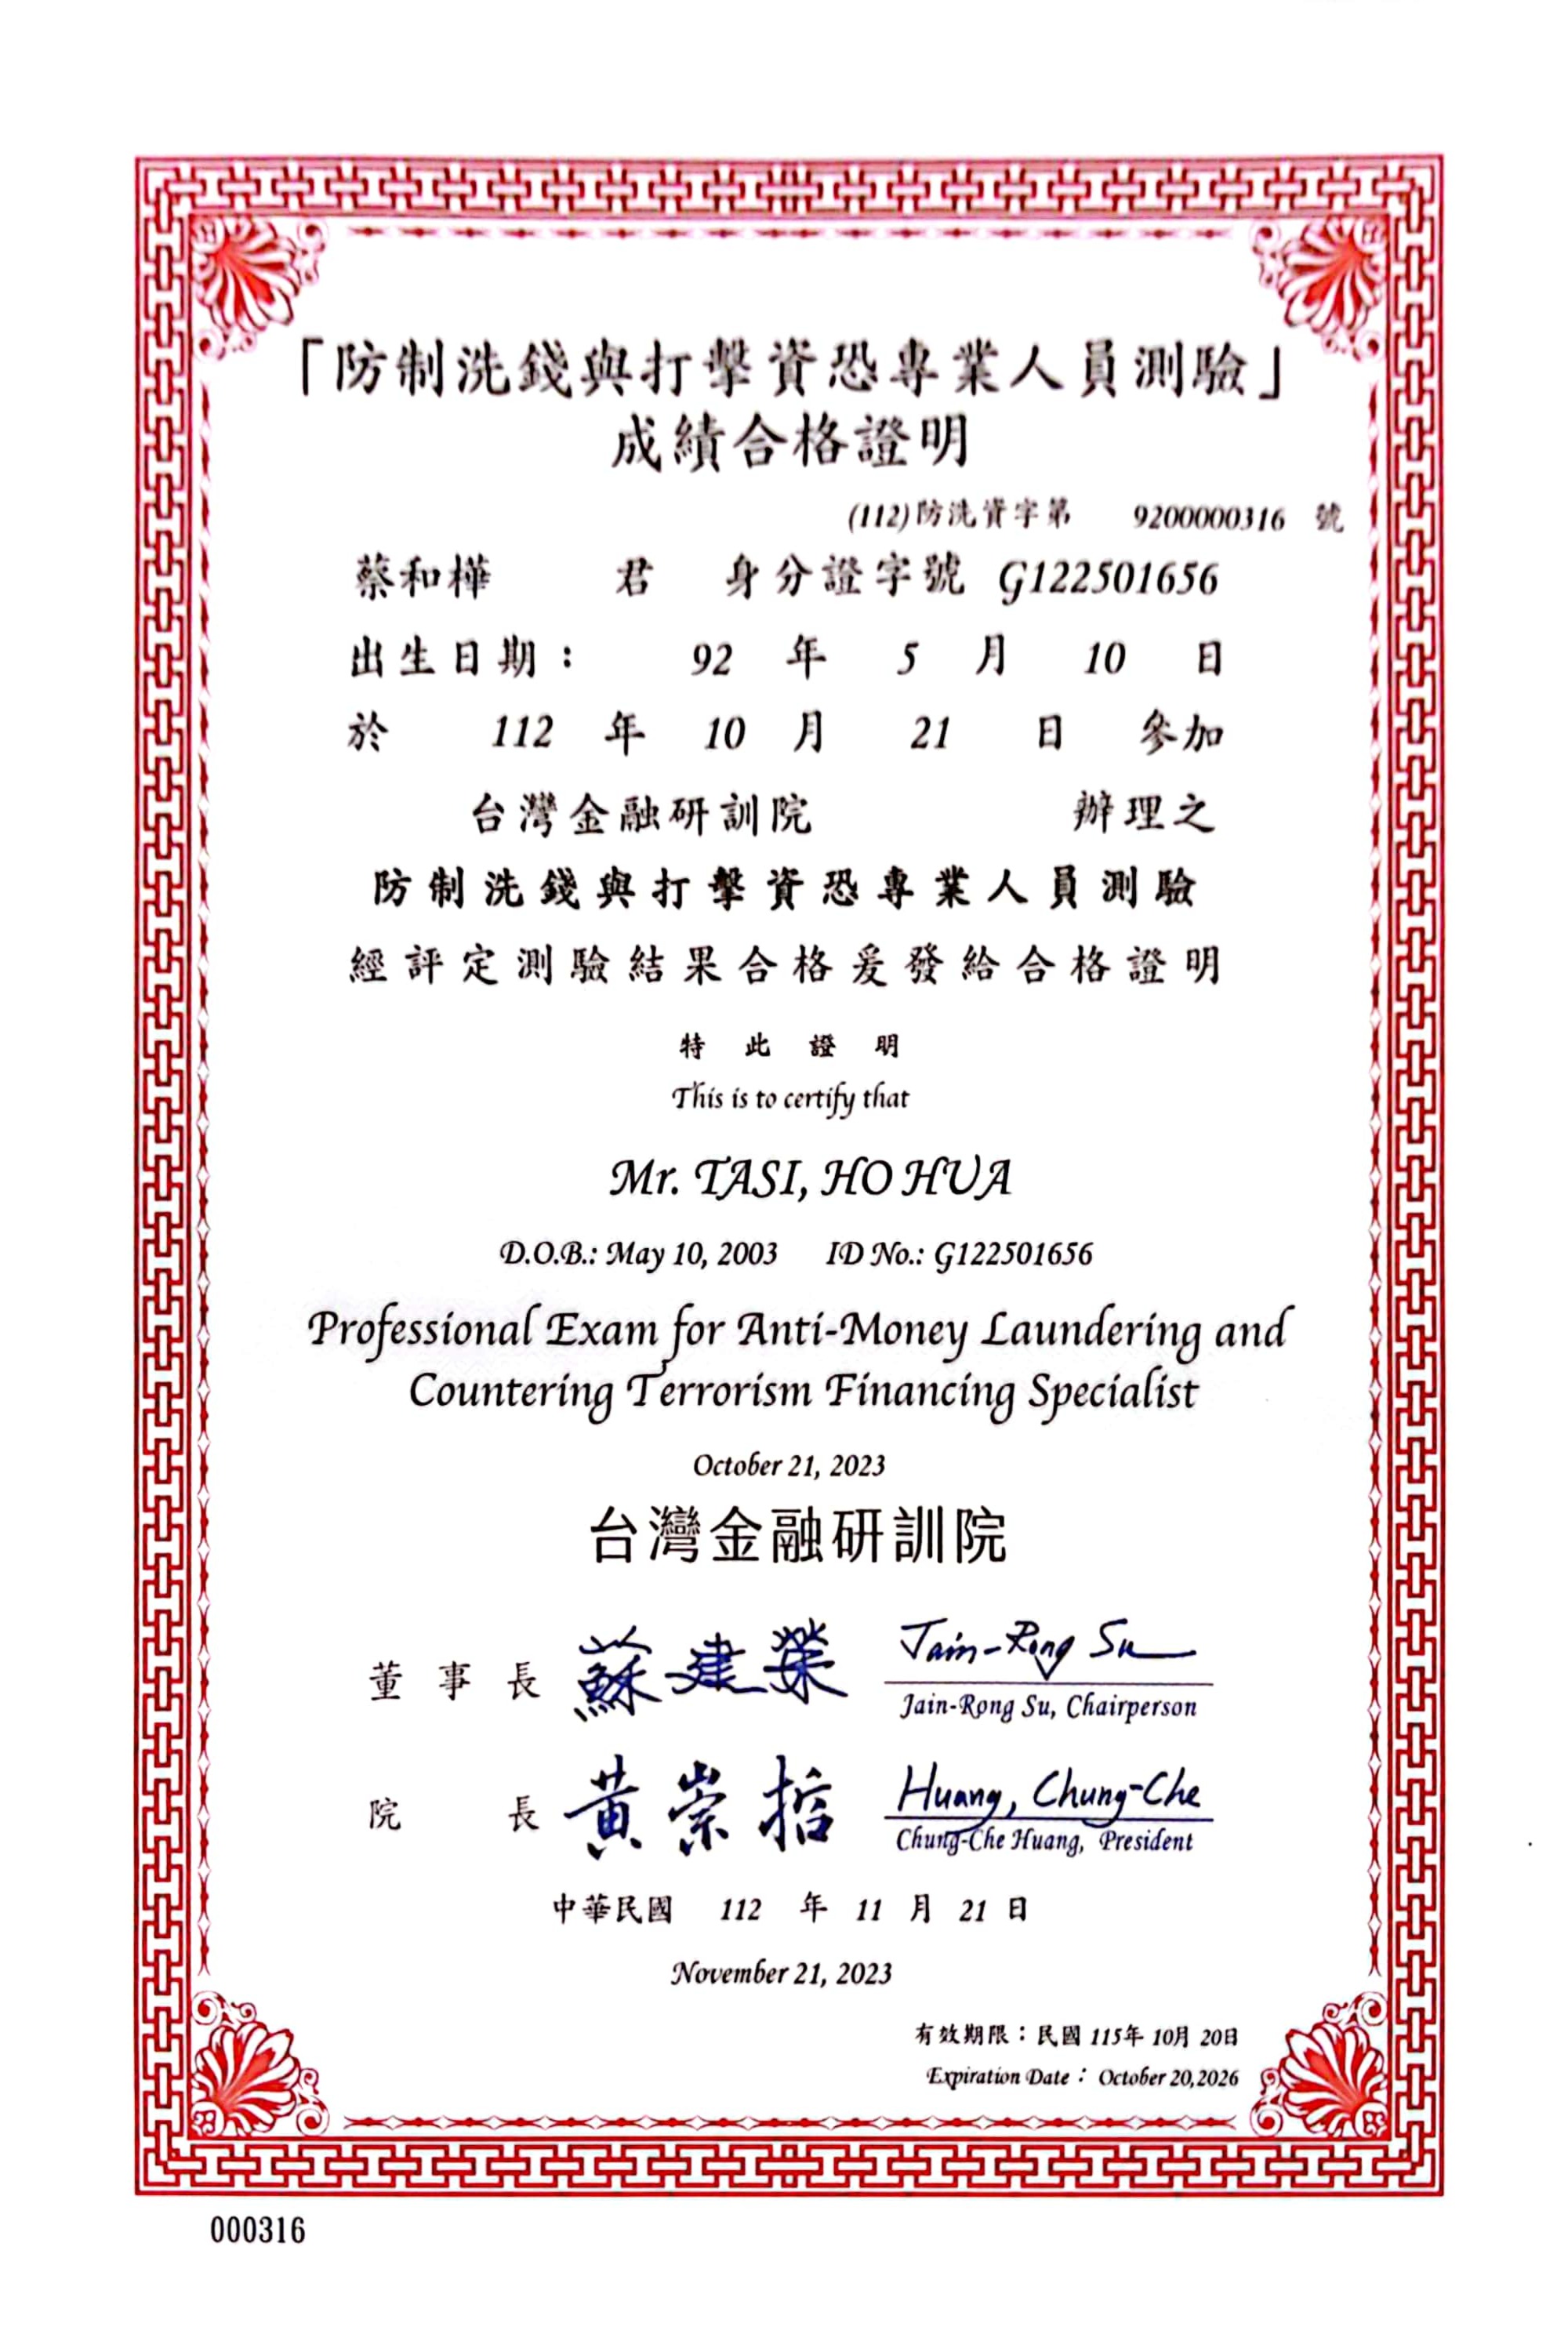 「防制洗錢與打擊資恐專業人員測驗」
成績合格證明
(112)防洗資字第 9200000316 號
蔡和樺 君 身分證字號 G122501656
出生日期： 92 年 5 月 10 日
於 112 年 10 月 21 日 參加
台灣金融研訓院 辦理之
防制洗錢與打擊資恐專業人員測驗
經評定測驗結果合格爰發給合格證明
特此證明
This is to certify that
Mr. TASI, HO HUA
D.O.B.: May 10, 2003 ID No.: G122501656
Professional Exam for Anti-Money Laundering and
Countering Terrorism Financing Specialist
October 21, 2023
台灣金融研訓院
董事長 蘇建榮 Jain-Rong Su
Jain-Rong Su, Chairperson
院長 黃崇哲 Huang, Chung-Che
Chung-Che Huang, President
中華民國 112 年 11 月 21 日
November 21, 2023
有效期限：民國 115年 10月 20日
Expiration Date： October 20,2026
000316